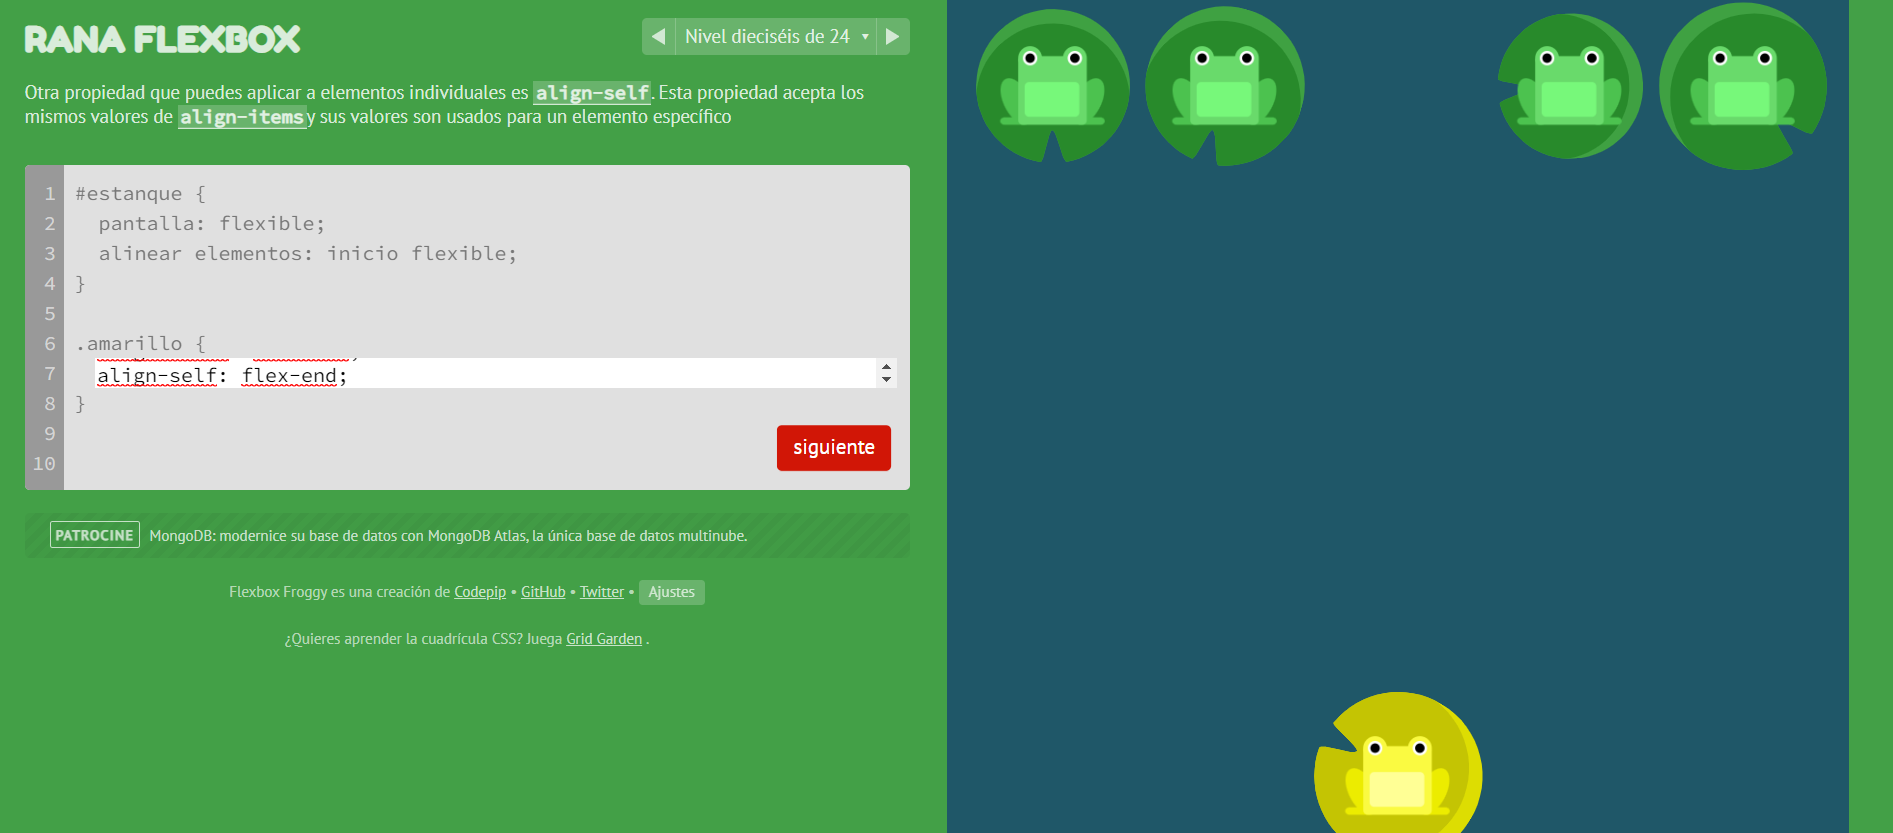 RANA FLEXBOX
Nivel dieciséis de 24
Otra propiedad que puedes aplicar a elementos individuales es align-self. Esta propiedad acepta los
mismos valores de align-items y sus valores son usados para un elemento específico
1 #estanque {
2 pantalla: flexible;
3 alinear elementos: inicio flexible;
4 }
5
6 .amarillo {
7 align-self: flex-end;
8 }
9
10
siguiente
PATROCINE MongoDB: modernice su base de datos con MongoDB Atlas, la única base de datos multinube.
Flexbox Froggy es una creación de Codepip • GitHub • Twitter • Ajustes
¿Quieres aprender la cuadrícula CSS? Juega Grid Garden .